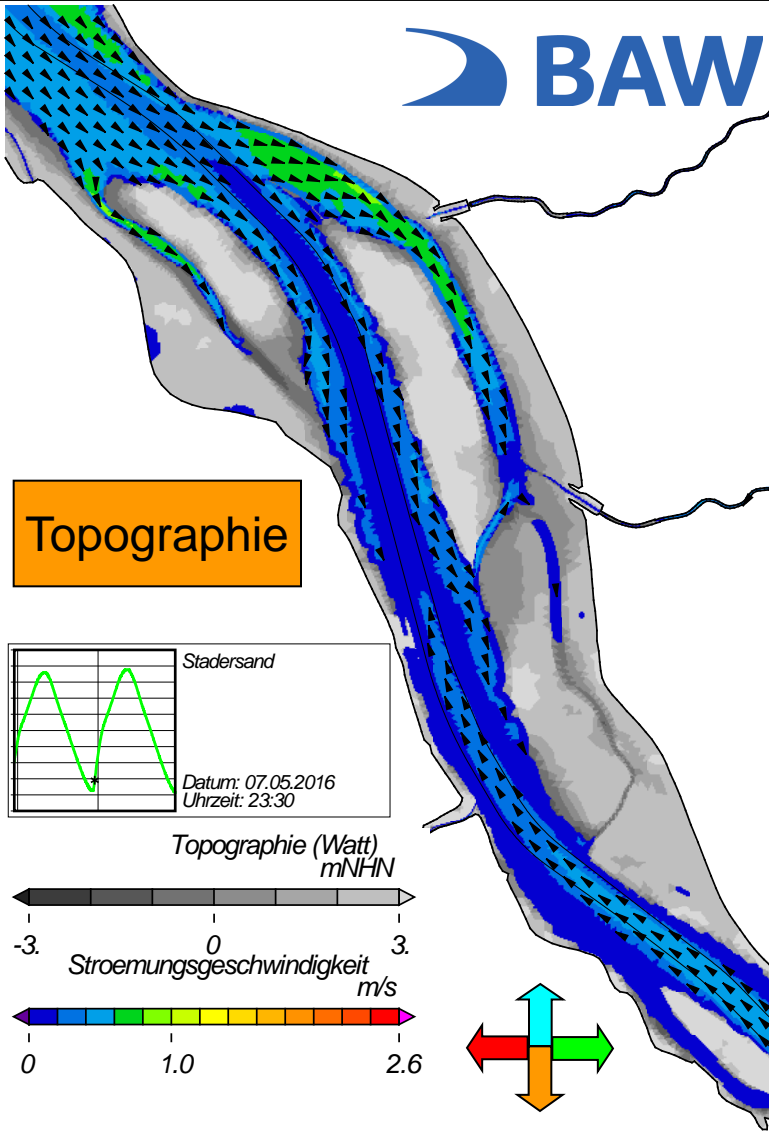 BAW
Topographie
Stadersand
Datum: 07.05.2016
Uhrzeit: 23:30
Topographie (Watt)
mNHN
-3. 0 3.
Stroemungsgeschwindigkeit
m/s
0 1.0 2.6